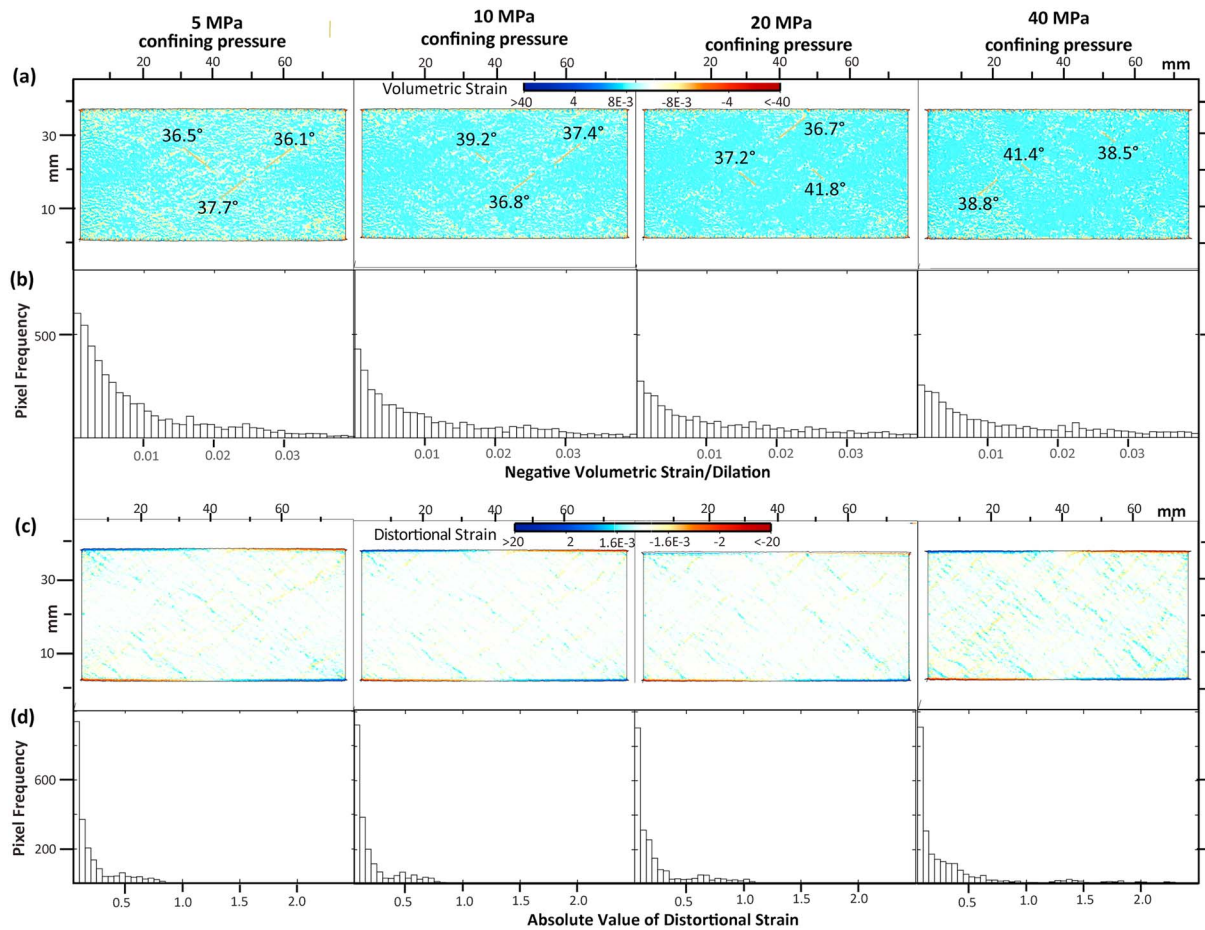 5 MPa
confining pressure
10 MPa
confining pressure
20 MPa
confining pressure
40 MPa
confining pressure
20 40 60 20 40 60 20 40 60 20 40 60 mm
(a)
Volumetric Strain
>40 4 8E-3 -8E-3 -4 <-40
30
mm
10
36.5° 36.1°
37.7°
39.2° 37.4°
36.8°
36.7°
37.2°
41.8°
41.4° 38.5°
38.8°
(b)
Pixel Frequency
500
0.01 0.02 0.03 0.01 0.02 0.03 0.01 0.02 0.03 0.01 0.02 0.03
Negative Volumetric Strain/Dilation
20 40 60 20 40 60 20 40 60 20 40 60 mm
(c)
Distortional Strain
>20 2 1.6E-3 -1.6E-3 -2 <-20
30
mm
10
(d)
Pixel Frequency
600
200
0.5 1.0 1.5 2.0 0.5 1.0 1.5 2.0 0.5 1.0 1.5 2.0 0.5 1.0 1.5 2.0
Absolute Value of Distortional Strain